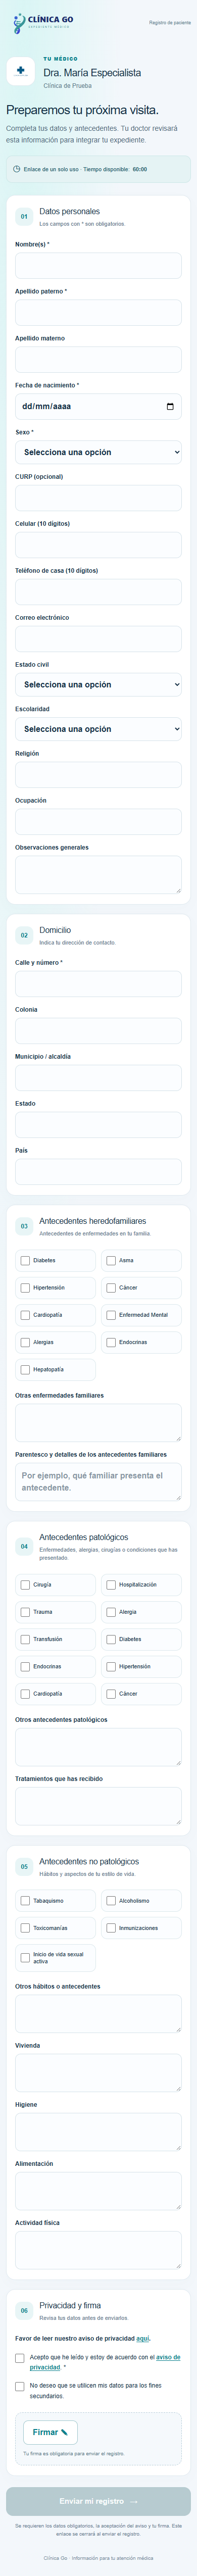 CLÍNICA GO
EXPEDIENTE MÉDICO
Registro de paciente
TU MÉDICO
Dra. María Especialista
Clínica de Prueba
Preparemos tu próxima visita.
Completa tus datos y antecedentes. Tu doctor revisará
esta información para integrar tu expediente.
Enlace de un solo uso · Tiempo disponible: 60:00
01
Datos personales
Los campos con * son obligatorios.
Nombre(s) *
Apellido paterno *
Apellido materno
Fecha de nacimiento *
dd/mm/aaaa
Sexo *
Selecciona una opción
CURP (opcional)
Celular (10 dígitos)
Teléfono de casa (10 dígitos)
Correo electrónico
Estado civil
Selecciona una opción
Escolaridad
Selecciona una opción
Religión
Ocupación
Observaciones generales
02
Domicilio
Indica tu dirección de contacto.
Calle y número *
Colonia
Municipio / alcaldía
Estado
País
03
Antecedentes heredofamiliares
Antecedentes de enfermedades en tu familia.
Diabetes
Asma
Hipertensión
Cáncer
Cardiopatía
Enfermedad Mental
Alergias
Endocrinas
Hepatopatía
Otras enfermedades familiares
Parentesco y detalles de los antecedentes familiares
Por ejemplo, qué familiar presenta el
antecedente.
04
Antecedentes patológicos
Enfermedades, alergias, cirugías o condiciones que has
presentado.
Cirugía
Hospitalización
Trauma
Alergia
Transfusión
Diabetes
Endocrinas
Hipertensión
Cardiopatía
Cáncer
Otros antecedentes patológicos
Tratamientos que has recibido
05
Antecedentes no patológicos
Hábitos y aspectos de tu estilo de vida.
Tabaquismo
Alcoholismo
Toxicomanías
Inmunizaciones
Inicio de vida sexual
activa
Otros hábitos o antecedentes
Vivienda
Higiene
Alimentación
Actividad física
06
Privacidad y firma
Revisa tus datos antes de enviarlos.
Favor de leer nuestro aviso de privacidad aquí.
Acepto que he leído y estoy de acuerdo con el aviso de
privacidad. *
No deseo que se utilicen mis datos para los fines
secundarios.
Firmar
Tu firma es obligatoria para enviar el registro.
Enviar mi registro →
Se requieren los datos obligatorios, la aceptación del aviso y tu firma. Este
enlace se cerrará al enviar el registro.
Clínica Go · Información para tu atención médica